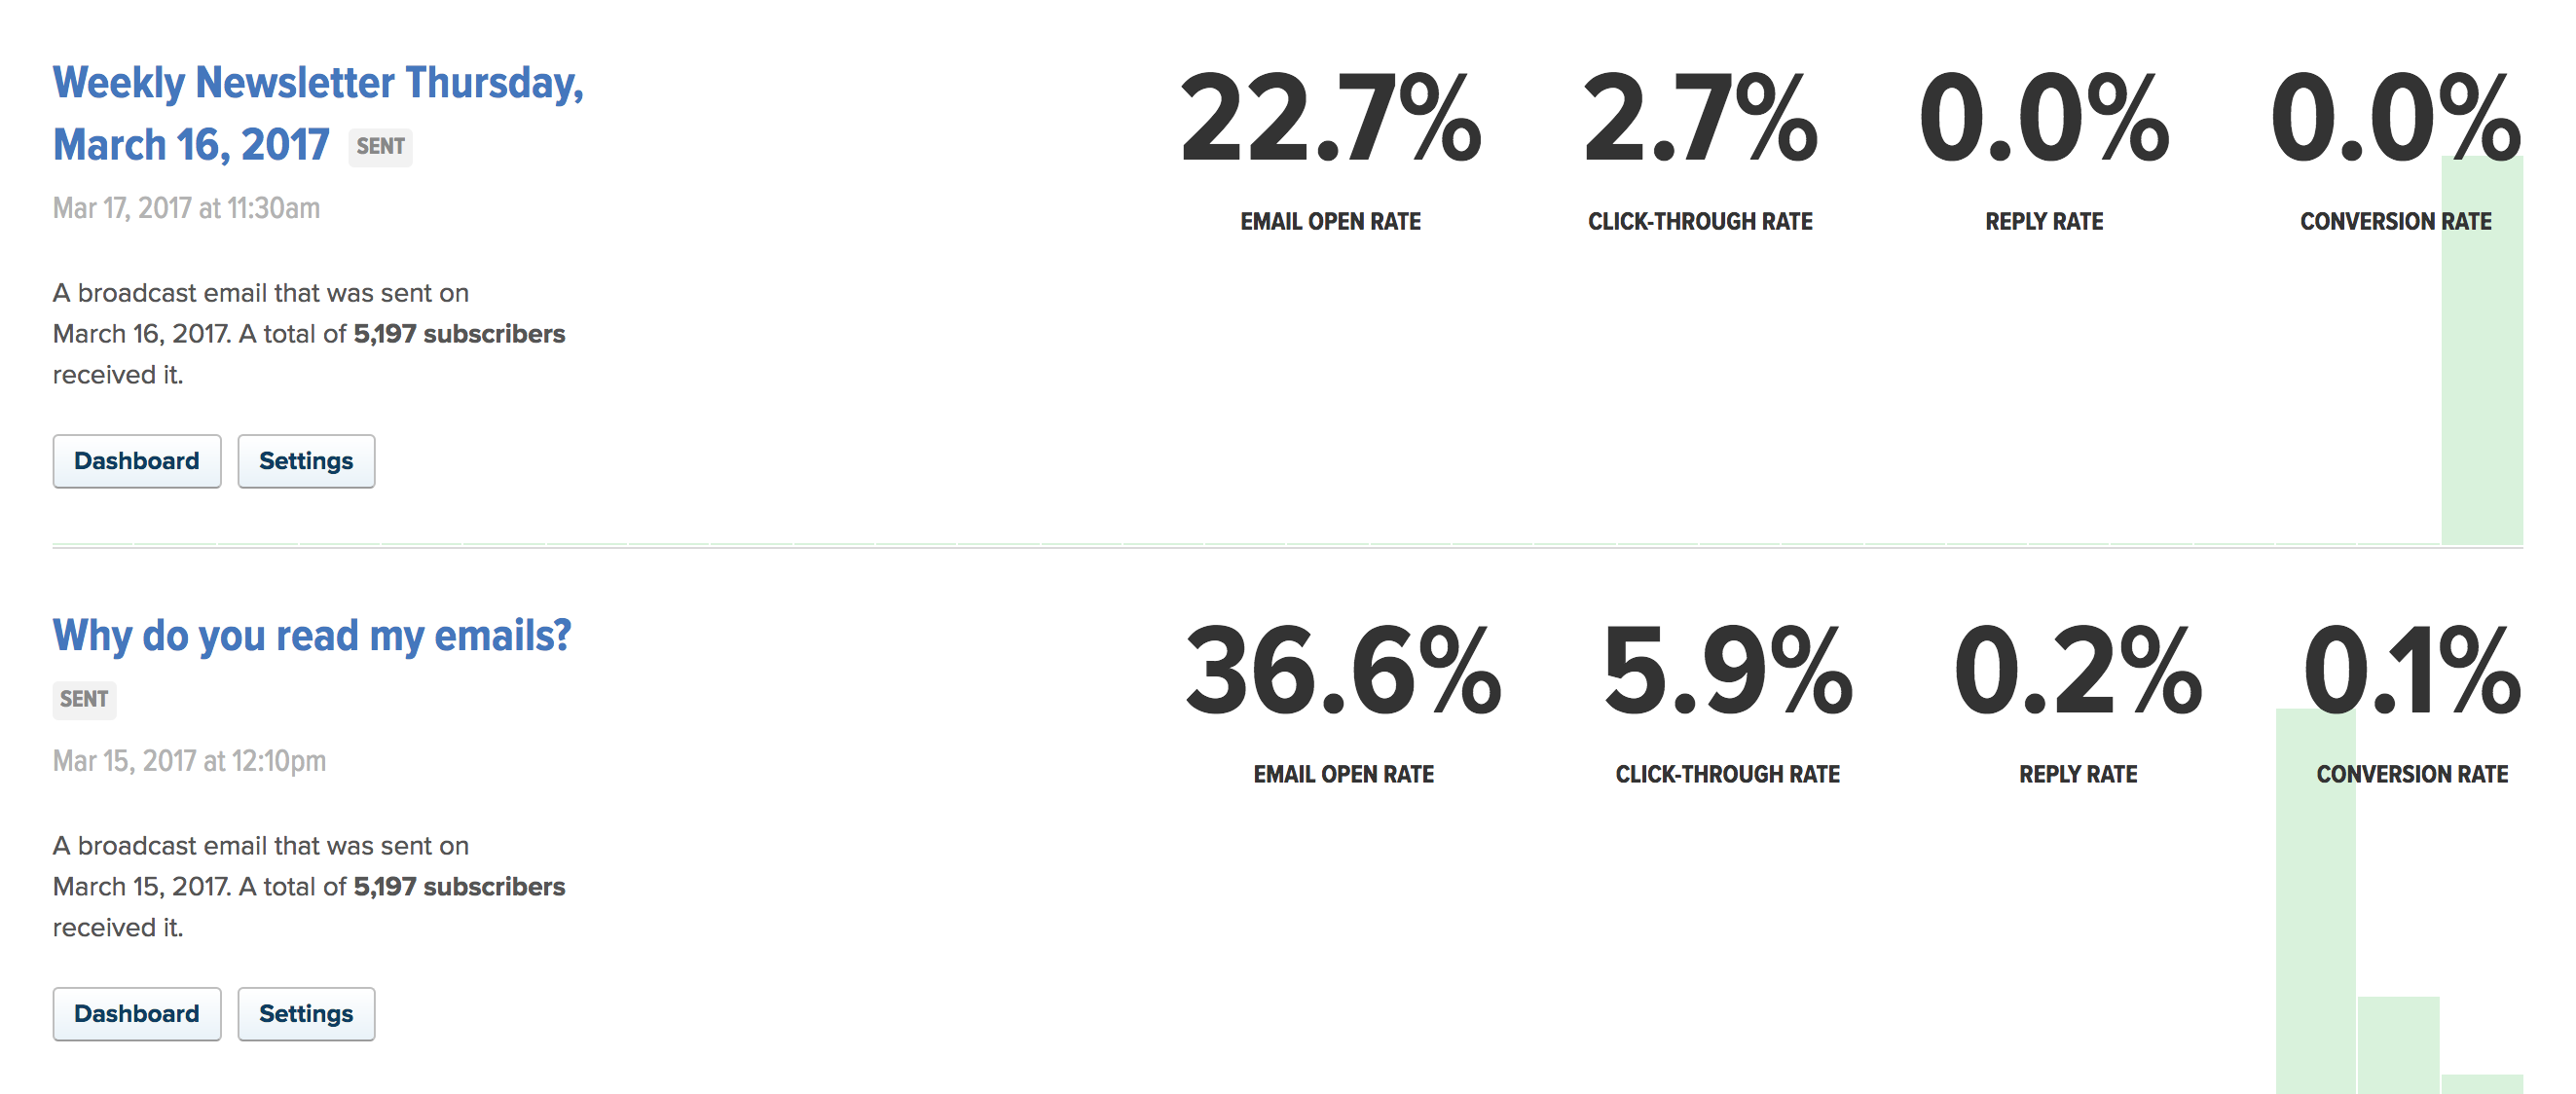 Weekly Newsletter Thursday,
March 16, 2017 SENT
Mar 17, 2017 at 11:30am
A broadcast email that was sent on
March 16, 2017. A total of 5,197 subscribers
received it.
Dashboard Settings
22.7% 2.7% 0.0% 0.0%
EMAIL OPEN RATE CLICK-THROUGH RATE REPLY RATE CONVERSION RATE
Why do you read my emails?
SENT
Mar 15, 2017 at 12:10pm
A broadcast email that was sent on
March 15, 2017. A total of 5,197 subscribers
received it.
Dashboard Settings
36.6% 5.9% 0.2% 0.1%
EMAIL OPEN RATE CLICK-THROUGH RATE REPLY RATE CONVERSION RATE